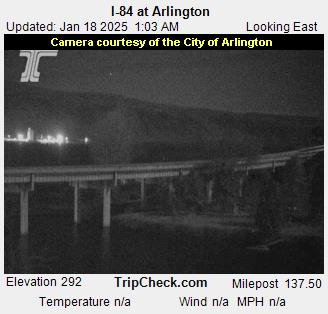 I-84 at Arlington
Updated: Jan 18 2025 1:03 AM Looking East
Camera courtesy of the City of Arlington
Elevation 292 TripCheck.com Milepost 137.50
Temperature n/a Wind n/a MPH n/a